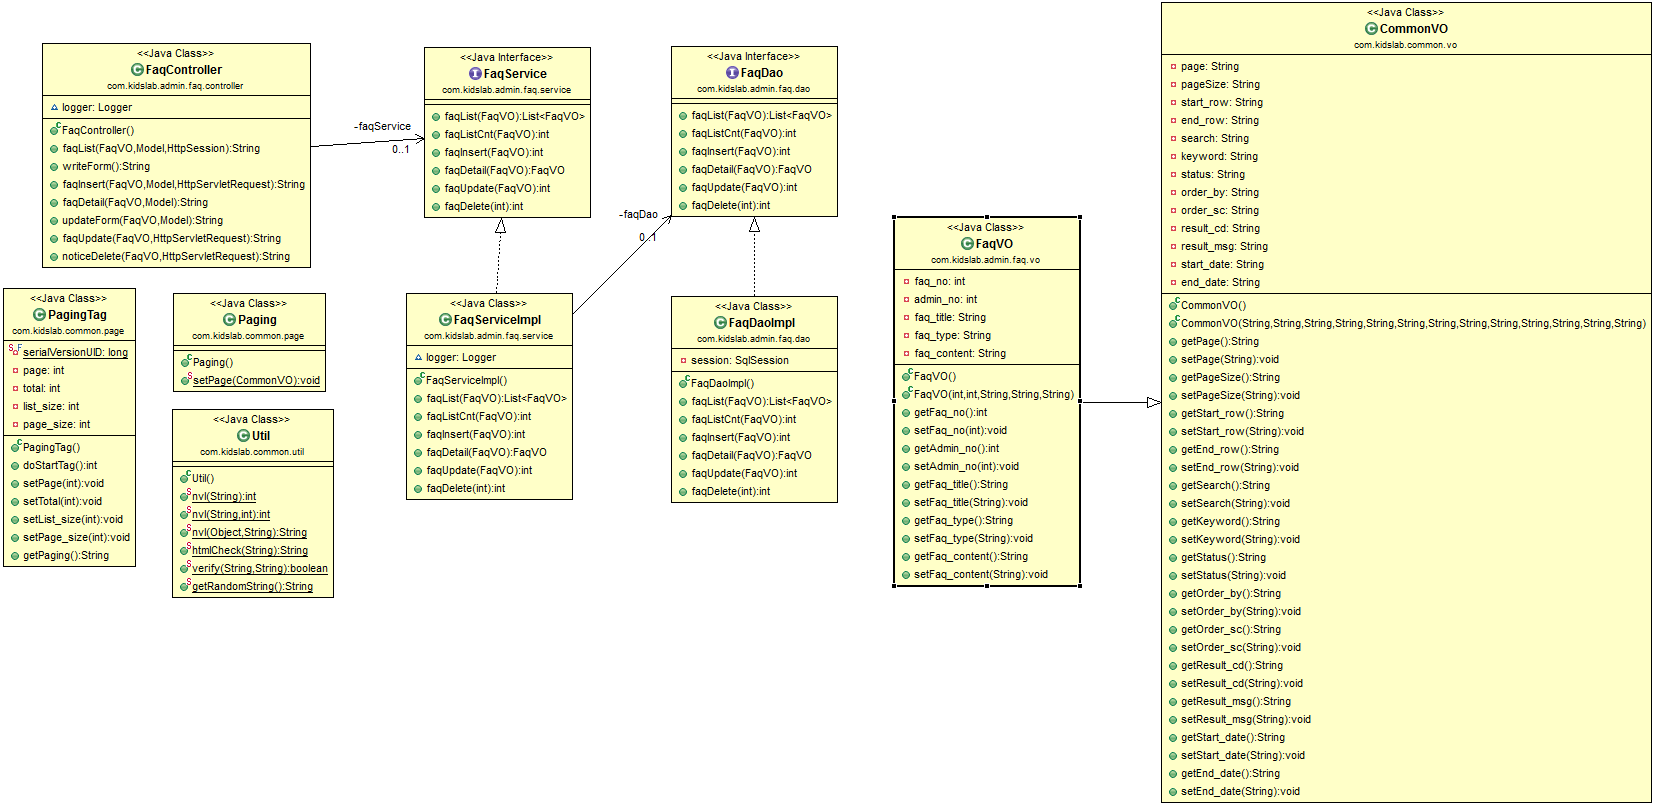 <<Java Class>>
FaqController
com.kidslab.admin.faq.controller
logger: Logger
FaqController()
faqList(FaqVO,Model,HttpSession):String
writeForm():String
faqInsert(FaqVO,Model,HttpServletRequest):String
faqDetail(FaqVO,Model):String
updateForm(FaqVO,Model):String
faqUpdate(FaqVO,HttpServletRequest):String
noticeDelete(FaqVO,HttpServletRequest):String
-faqService
0..1
<<Java Interface>>
FaqService
com.kidslab.admin.faq.service
faqList(FaqVO):List<FaqVO>
faqListCnt(FaqVO):int
faqInsert(FaqVO):int
faqDetail(FaqVO):FaqVO
faqUpdate(FaqVO):int
faqDelete(int):int
-faqDao
0..1
<<Java Interface>>
FaqDao
com.kidslab.admin.faq.dao
faqList(FaqVO):List<FaqVO>
faqListCnt(FaqVO):int
faqInsert(FaqVO):int
faqDetail(FaqVO):FaqVO
faqUpdate(FaqVO):int
faqDelete(int):int
<<Java Class>>
PagingTag
com.kidslab.common.page
serialVersionUID: long
page: int
total: int
list_size: int
page_size: int
PagingTag()
doStartTag():int
setPage(int):void
setTotal(int):void
setList_size(int):void
setPage_size(int):void
getPaging():String
<<Java Class>>
Paging
com.kidslab.common.page
Paging()
setPage(CommonVO):void
<<Java Class>>
Util
com.kidslab.common.util
Util()
nvl(String):int
nvl(String,int):int
nvl(Object,String):String
htmlCheck(String):String
verify(String,String):boolean
getRandomString():String
<<Java Class>>
FaqServiceImpl
com.kidslab.admin.faq.service
logger: Logger
FaqServiceImpl()
faqList(FaqVO):List<FaqVO>
faqListCnt(FaqVO):int
faqInsert(FaqVO):int
faqDetail(FaqVO):FaqVO
faqUpdate(FaqVO):int
faqDelete(int):int
<<Java Class>>
FaqDaoImpl
com.kidslab.admin.faq.dao
session: SqlSession
FaqDaoImpl()
faqList(FaqVO):List<FaqVO>
faqListCnt(FaqVO):int
faqInsert(FaqVO):int
faqDetail(FaqVO):FaqVO
faqUpdate(FaqVO):int
faqDelete(int):int
<<Java Class>>
FaqVO
com.kidslab.admin.faq.vo
faq_no: int
admin_no: int
faq_title: String
faq_type: String
faq_content: String
FaqVO()
FaqVO(int,int,String,String,String)
getFaq_no():int
setFaq_no(int):void
getAdmin_no():int
setAdmin_no(int):void
getFaq_title():String
setFaq_title(String):void
getFaq_type():String
setFaq_type(String):void
getFaq_content():String
setFaq_content(String):void
<<Java Class>>
CommonVO
com.kidslab.common.vo
page: String
pageSize: String
start_row: String
end_row: String
search: String
keyword: String
status: String
order_by: String
order_sc: String
result_cd: String
result_msg: String
start_date: String
end_date: String
CommonVO()
CommonVO(String,String,String,String,String,String,String,String,String,String,String,String,String)
getPage():String
setPage(String):void
getPageSize():String
setPageSize(String):void
getStart_row():String
setStart_row(String):void
getEnd_row():String
setEnd_row(String):void
getSearch():String
setSearch(String):void
getKeyword():String
setKeyword(String):void
getStatus():String
setStatus(String):void
getOrder_by():String
setOrder_by(String):void
getOrder_sc():String
setOrder_sc(String):void
getResult_cd():String
setResult_cd(String):void
getResult_msg():String
setResult_msg(String):void
getStart_date():String
setStart_date(String):void
getEnd_date():String
setEnd_date(String):void